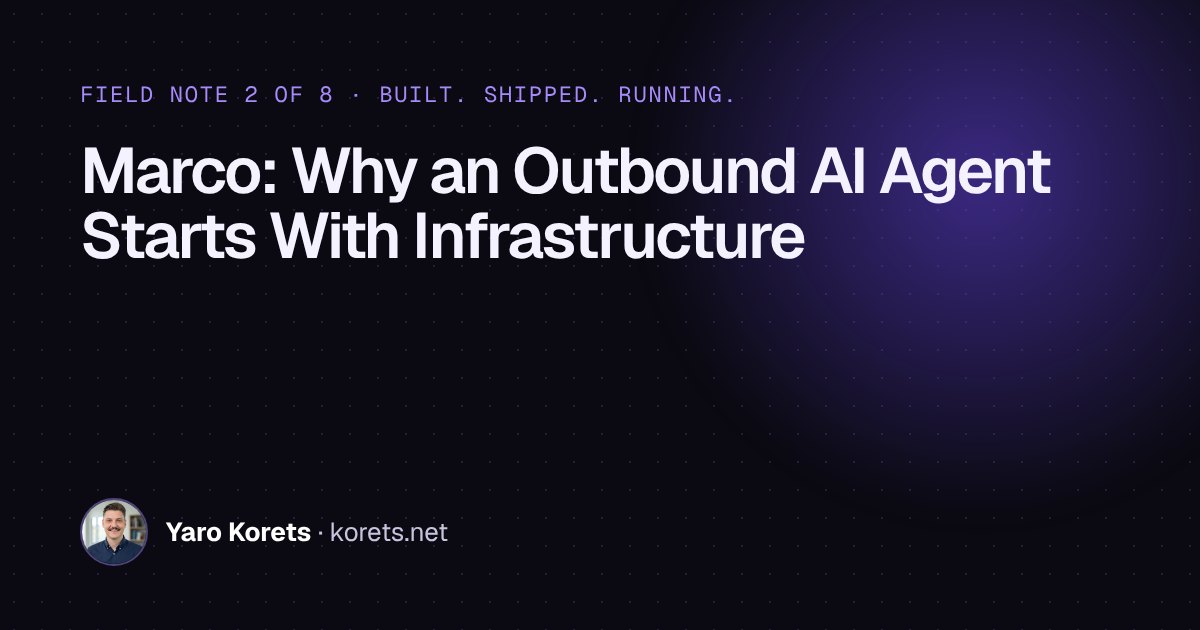 FIELD NOTE 2 OF 8 · BUILT. SHIPPED. RUNNING.
Marco: Why an Outbound AI Agent
Starts With Infrastructure
Yaro Korets · korets.net